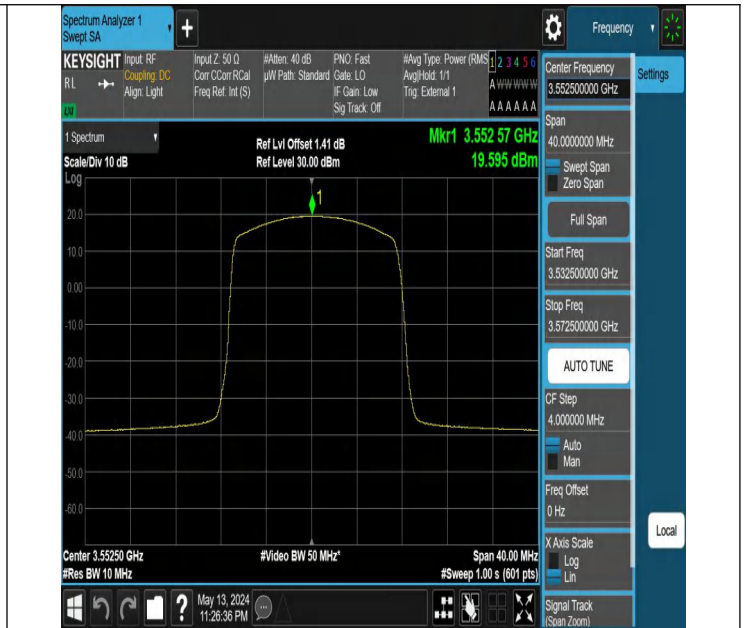 Spectrum Analyzer 1
Swept SA
+
Frequency
KEYSIGHT
RL
Input: RF
Coupling: DC
Align: Light
Input Z: 50 Ω
Corr CCorr RCal
Freq Ref: Int (S)
#Atten: 40 dB
µW Path: Standard
PNO: Fast
Gate: LO
IF Gain: Low
Sig Track: Off
#Avg Type: Power (RMS
Avg|Hold: 1/1
Trig: External 1
1 2 3 4 5 6
A W W W W W
A A A A A A
1 Spectrum
Scale/Div 10 dB
Log
Ref Lvl Offset 1.41 dB
Ref Level 30.00 dBm
Mkr1 3.552 57 GHz
19.595 dBm
1
20.0
10.0
0.00
-10.0
-20.0
-30.0
-40.0
-50.0
-60.0
Center 3.55250 GHz
#Res BW 10 MHz
#Video BW 50 MHz*
Span 40.00 MHz
#Sweep 1.00 s (601 pts)
Center Frequency
3.552500000 GHz
Settings
Span
40.0000000 MHz
Swept Span
Zero Span
Full Span
Start Freq
3.532500000 GHz
Stop Freq
3.572500000 GHz
AUTO TUNE
CF Step
4.000000 MHz
Auto
Man
Freq Offset
0 Hz
X Axis Scale
Log
Lin
Local
Signal Track
(Span Zoom)
?
May 13, 2024
11:26:36 PM